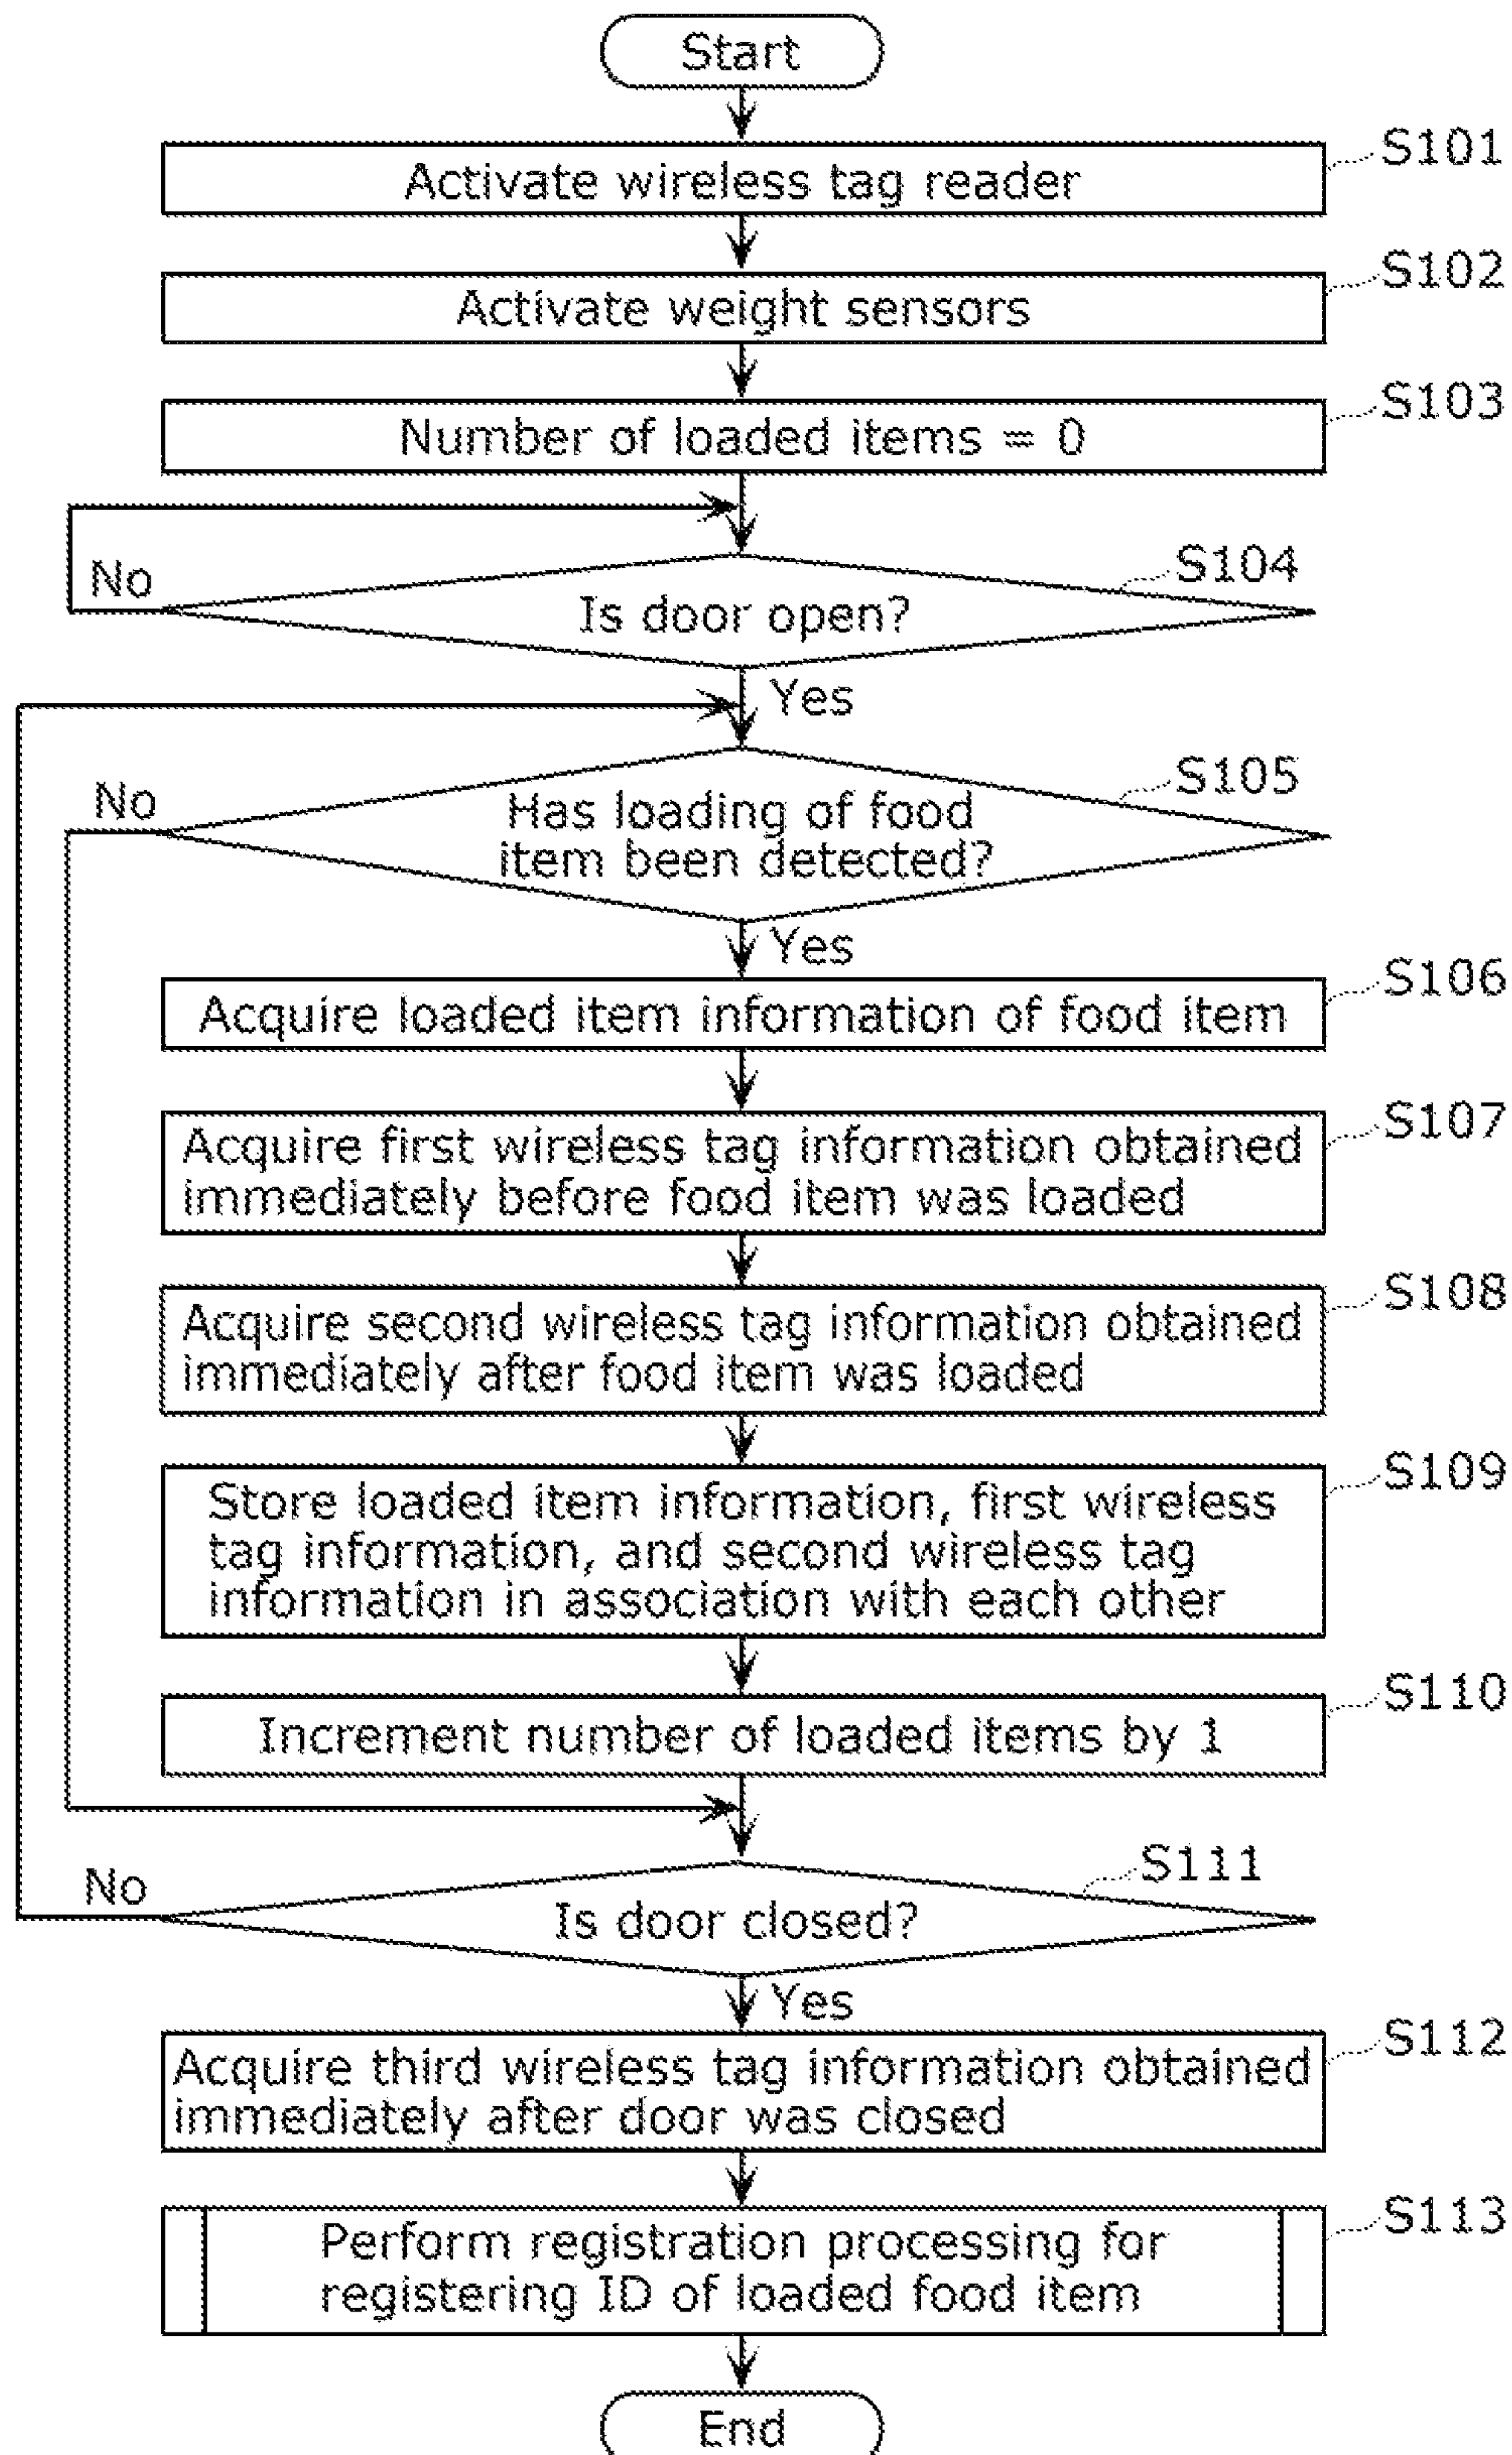 Start
S101
Activate wireless tag reader
S102
Activate weight sensors
S103
Number of loaded items = 0
No
S104
Is door open?
Yes
No
S105
Has loading of food
item been detected?
Yes
S106
Acquire loaded item information of food item
S107
Acquire first wireless tag information obtained
immediately before food item was loaded
S108
Acquire second wireless tag information obtained
immediately after food item was loaded
S109
Store loaded item information, first wireless
tag information, and second wireless tag
information in association with each other
S110
Increment number of loaded items by 1
No
S111
Is door closed?
Yes
S112
Acquire third wireless tag information obtained
immediately after door was closed
S113
Perform registration processing for
registering ID of loaded food item
End